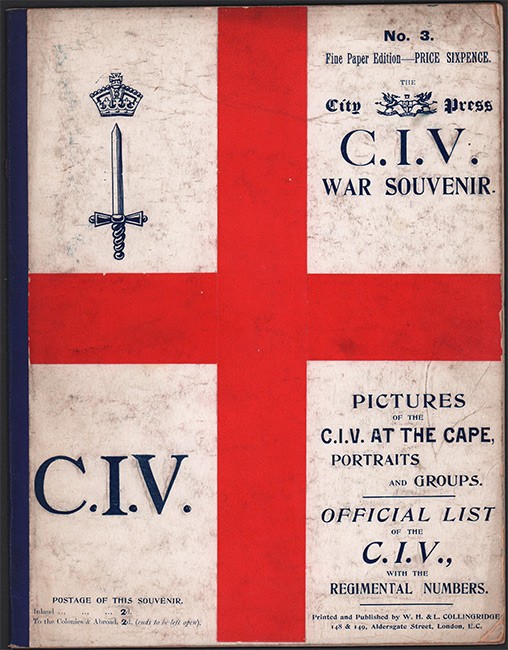 No. 3.
Fine Paper Edition—PRICE SIXPENCE.
THE
City Press
C.I.V.
WAR SOUVENIR.
PICTURES
OF THE
C.I.V. AT THE CAPE,
PORTRAITS
AND GROUPS.
OFFICIAL LIST
OF THE
C.I.V.,
WITH THE
REGIMENTAL NUMBERS.
Printed and Published by W. H. & L. COLLINGRIDGE
148 & 149, Aldersgate Street, London, E.C.
C.I.V.
POSTAGE OF THIS SOUVENIR.
Inland ... ... ... 2d.
To the Colonies & Abroad, 2d. (ends to be left open).